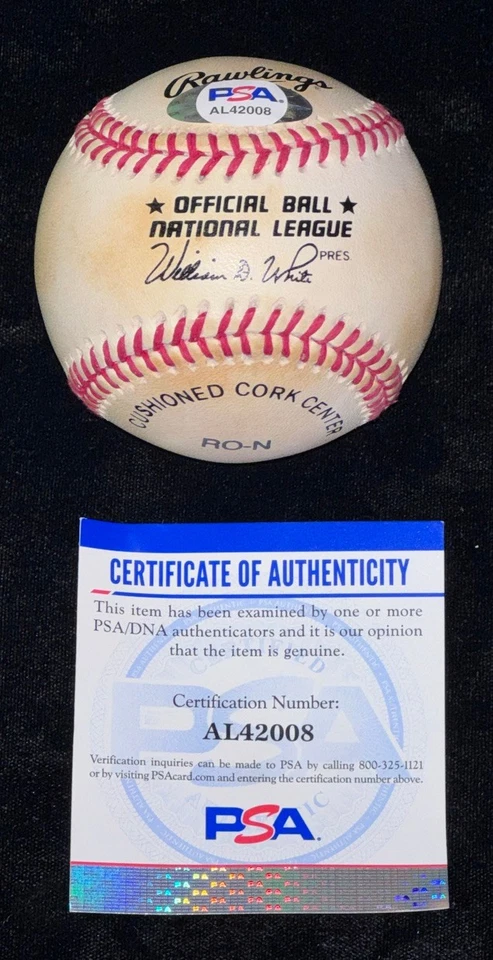 Rawlings
PSA
AL42008
★ OFFICIAL BALL ★
NATIONAL LEAGUE
William D. White PRES.
CUSHIONED CORK CENTER
RO-N
CERTIFICATE OF AUTHENTICITY
This item has been examined by one or more
PSA/DNA authenticators and it is our opinion
that the item is genuine.
Certification Number:
AL42008
Verification inquiries can be made to PSA by calling 800-325-1121
or by visiting PSAcard.com and entering the certification number above.
PSA